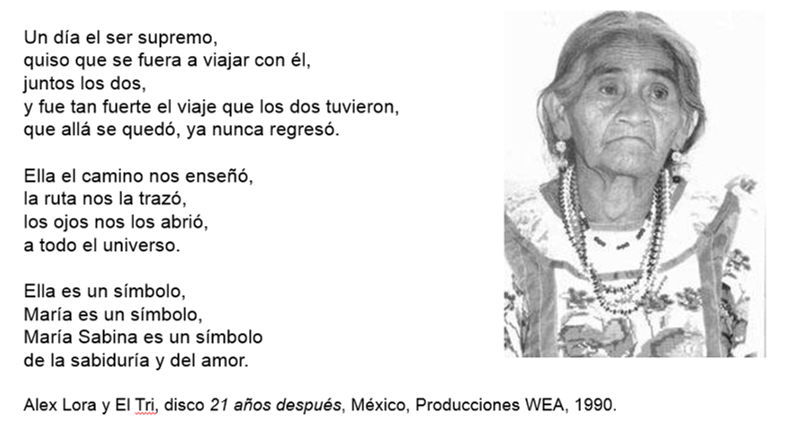 Un día el ser supremo,
quiso que se fuera a viajar con él,
juntos los dos,
y fue tan fuerte el viaje que los dos tuvieron,
que allá se quedó, ya nunca regresó.
Ella el camino nos enseñó,
la ruta nos la trazó,
los ojos nos los abrió,
a todo el universo.
Ella es un símbolo,
María es un símbolo,
María Sabina es un símbolo
de la sabiduría y del amor.
Alex Lora y El Tri, disco 21 años después, México, Producciones WEA, 1990.